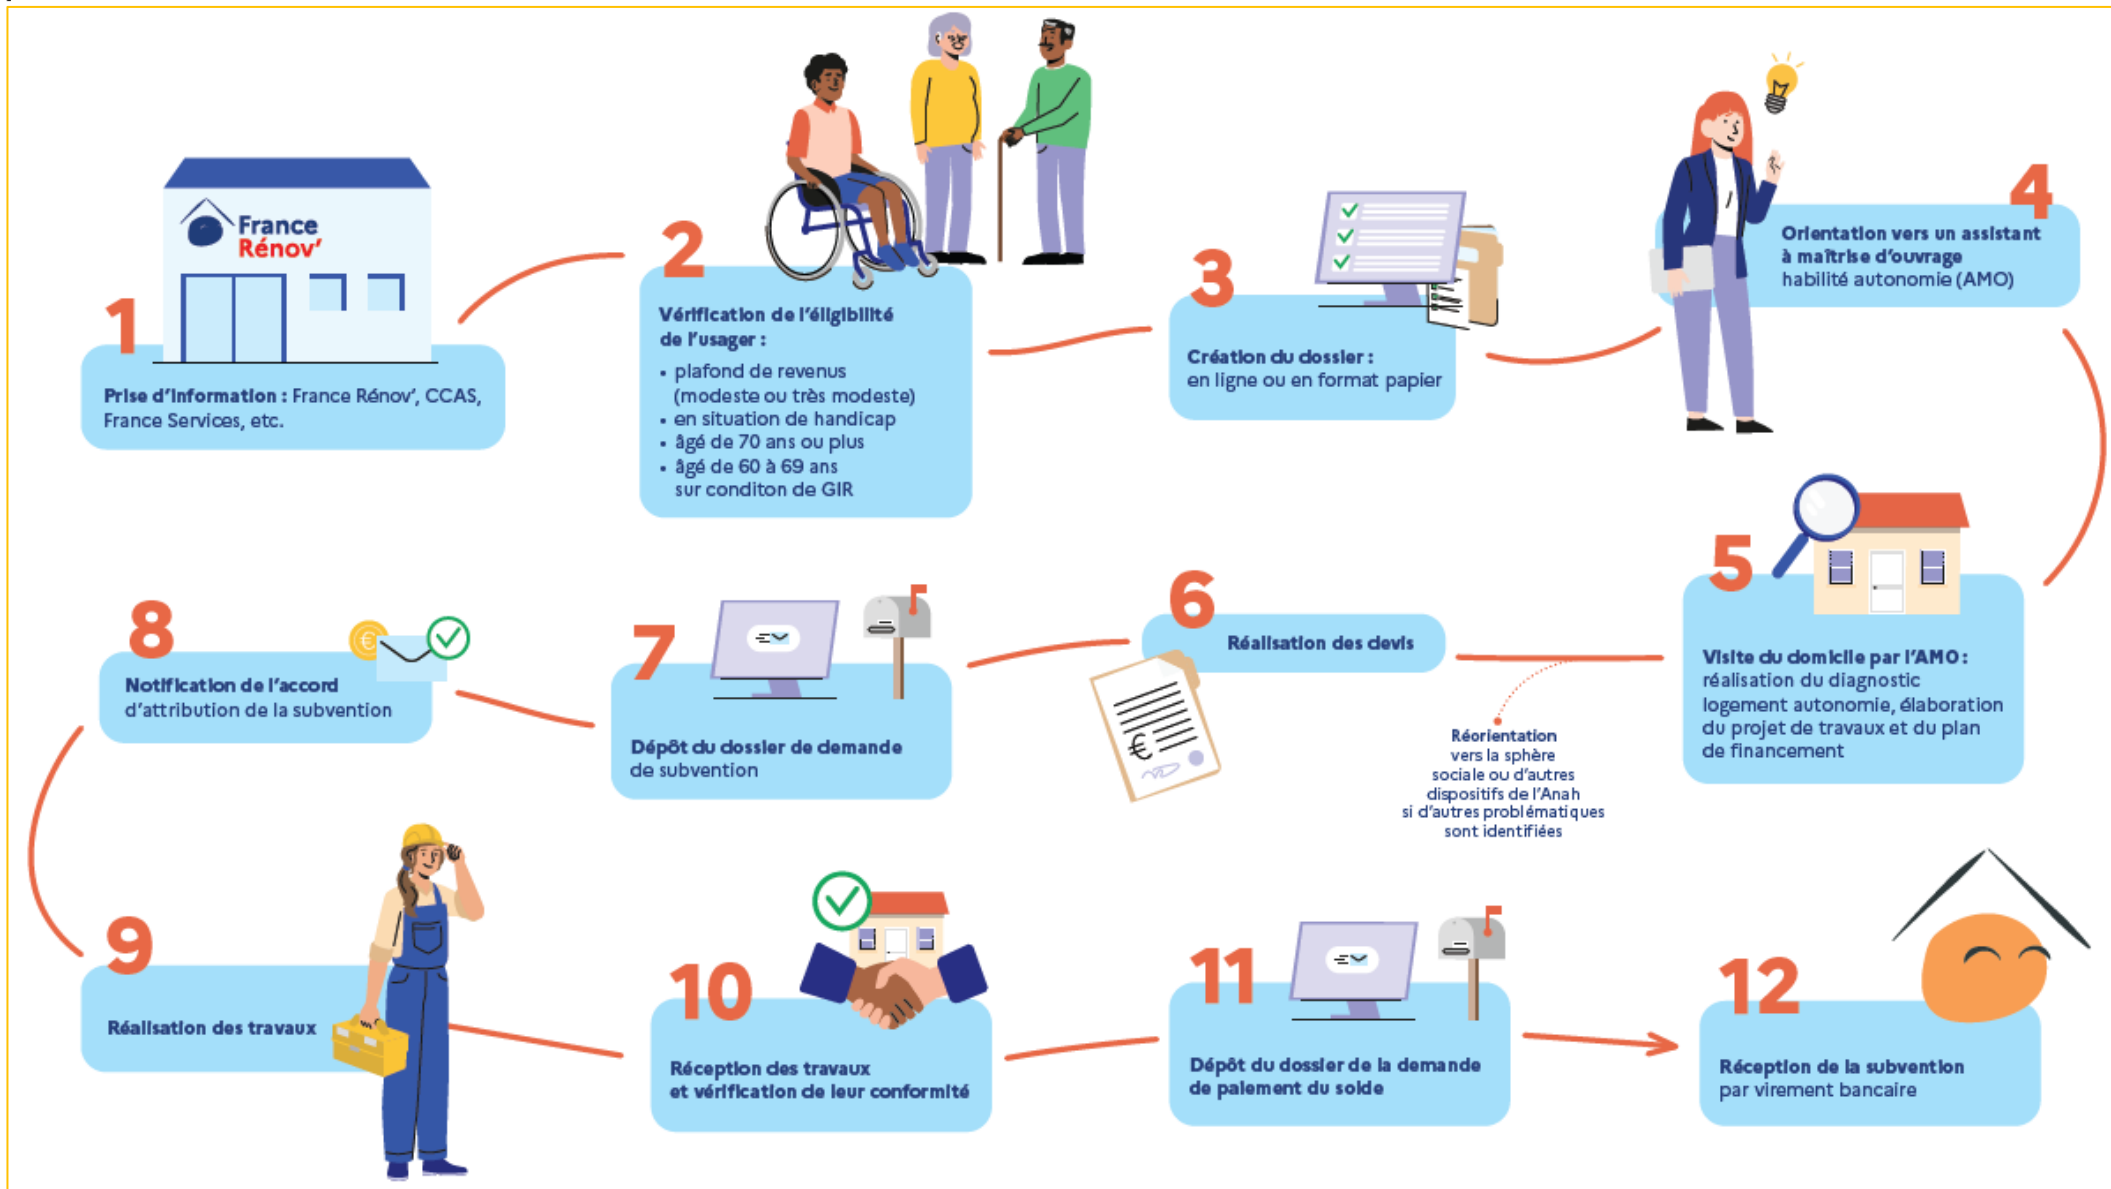 France
Rénov'
1
Prise d'information : France Rénov', CCAS,
France Services, etc.
2
Vérification de l'éligibilité
de l'usager :
• plafond de revenus
(modeste ou très modeste)
• en situation de handicap
• âgé de 70 ans ou plus
• âgé de 60 à 69 ans
sur conditon de GIR
3
Création du dossier :
en ligne ou en format papier
4
Orientation vers un assistant
à maîtrise d'ouvrage
habilité autonomie (AMO)
5
Visite du domicile par l'AMO :
réalisation du diagnostic
logement autonomie, élaboration
du projet de travaux et du plan
de financement
Réorientation
vers la sphère
sociale ou d'autres
dispositifs de l'Anah
si d'autres problématiques
sont identifiées
6
Réalisation des devis
€
7
Dépôt du dossier de demande
de subvention
8
€
Notification de l'accord
d'attribution de la subvention
9
Réalisation des travaux
10
Réception des travaux
et vérification de leur conformité
11
Dépôt du dossier de la demande
de paiement du solde
12
Réception de la subvention
par virement bancaire